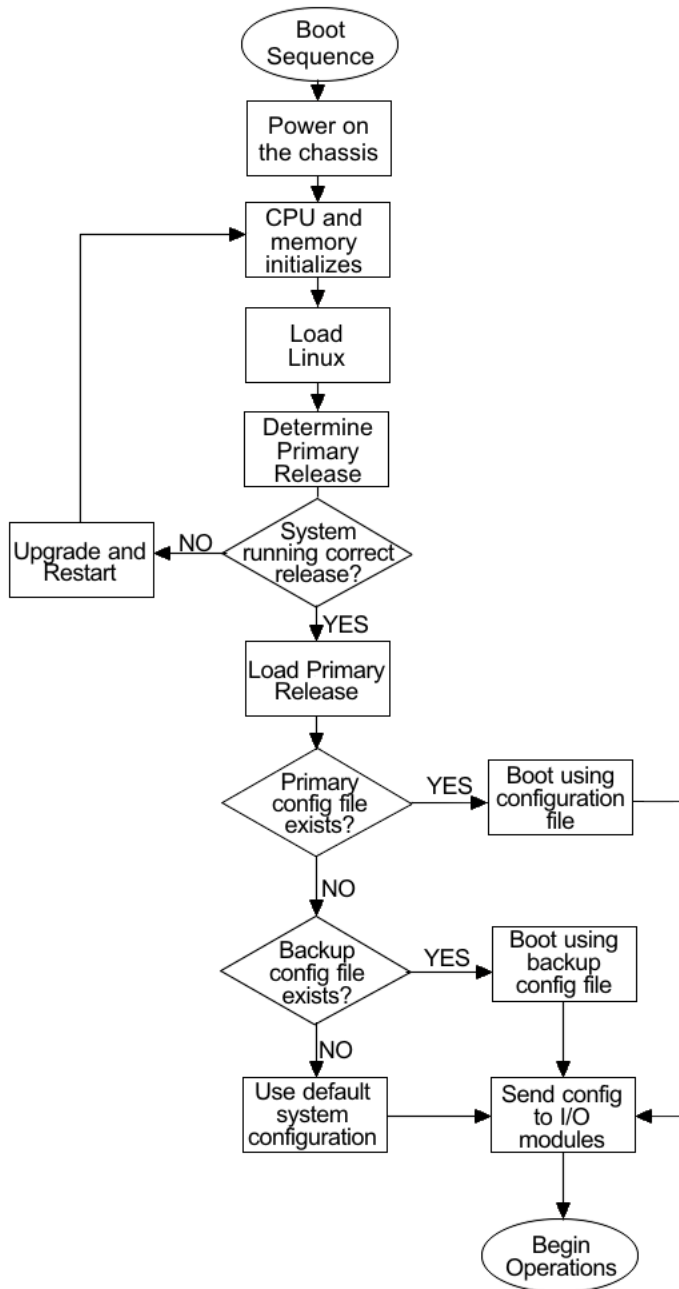 Boot
Sequence
Power on
the chassis
CPU and
memory
initializes
Load
Linux
Determine
Primary
Release
System
running correct
release?
NO
Upgrade and
Restart
YES
Load Primary
Release
Primary
config file
exists?
YES
Boot using
configuration
file
NO
Backup
config file
exists?
YES
Boot using
backup
config file
NO
Use default
system
configuration
Send config
to I/O
modules
Begin
Operations